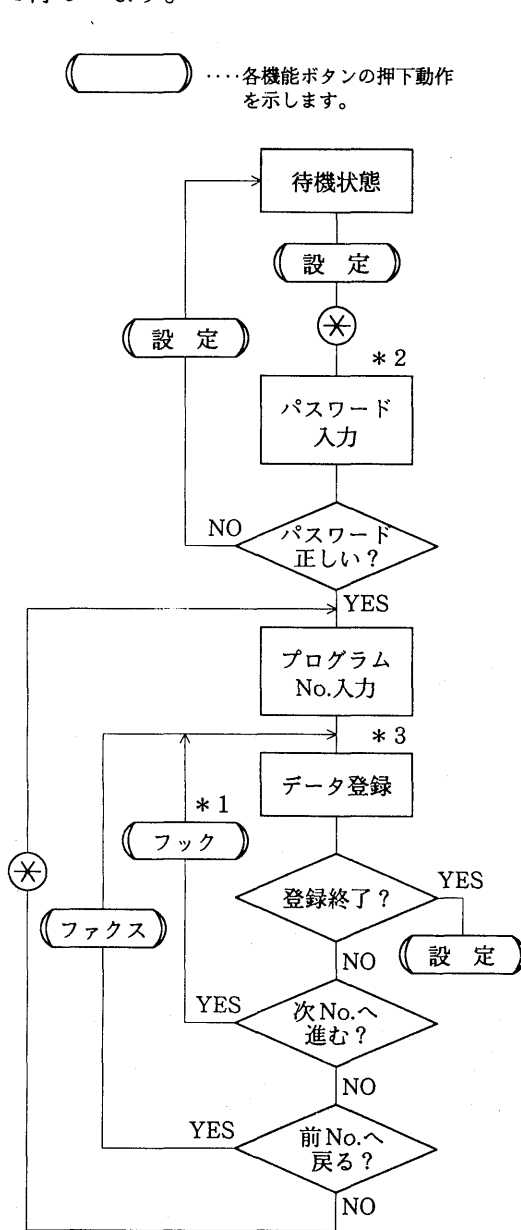 ‥‥各機能ボタンの押下動作
を示します。
待機状態
設 定
設 定
＊2
パスワード
入力
NO
パスワード
正しい？
YES
プログラム
No.入力
＊3
データ登録
＊1
フック
登録終了？
YES
ファクス
設 定
NO
YES
次No.へ
進む？
NO
YES
前No.へ
戻る？
NO